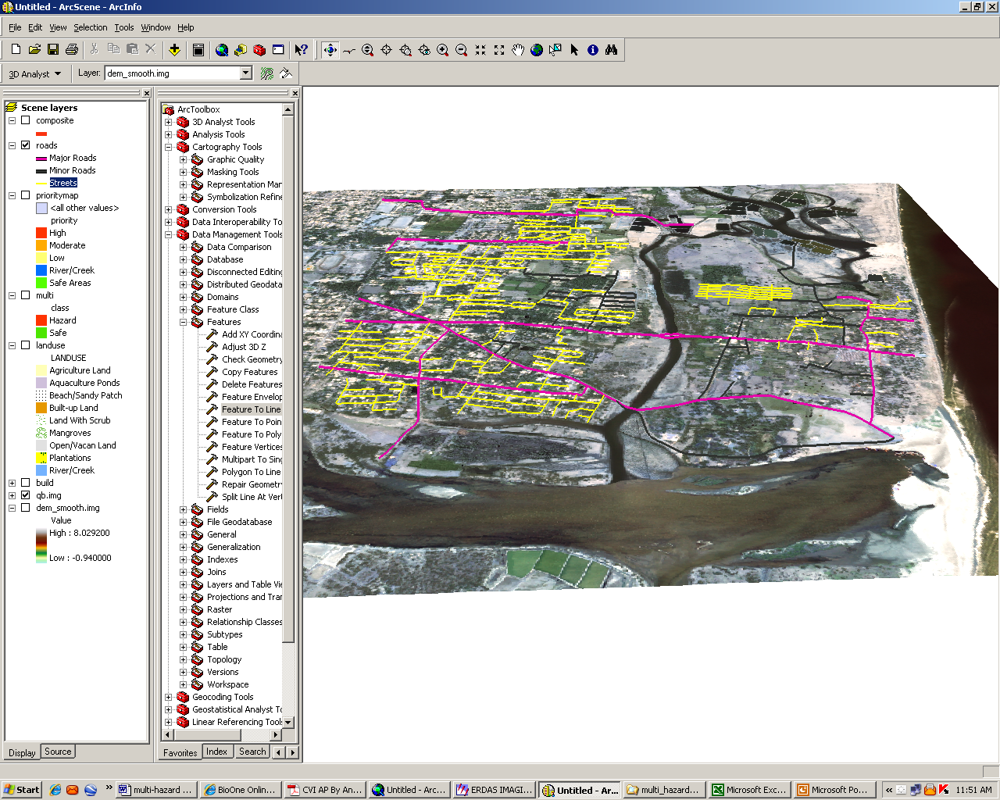 Untitled - ArcScene - ArcInfo
File Edit View Selection Tools Window Help
3D Analyst Layer: dem_smooth.img
Scene layers
composite
roads
Major Roads
Minor Roads
Streets
prioritymap
<all other values>
priority
High
Moderate
Low
River/Creek
Safe Areas
multi
class
Hazard
Safe
landuse
LANDUSE
Agriculture Land
Aquaculture Ponds
Beach/Sandy Patch
Built-up Land
Land With Scrub
Mangroves
Open/Vacan Land
Plantations
River/Creek
build
qb.img
dem_smooth.img
Value
High : 8.029200
Low : -0.940000
Display Source
ArcToolbox
3D Analyst Tools
Analysis Tools
Cartography Tools
Graphic Quality
Masking Tools
Representation Mar
Symbolization Refine
Conversion Tools
Data Interoperability To
Data Management Tools
Data Comparison
Database
Disconnected Editing
Distributed Geodata
Domains
Feature Class
Features
Add XY Coordina
Adjust 3D Z
Check Geometry
Copy Features
Delete Features
Feature Envelop
Feature To Line
Feature To Poin
Feature To Poly
Feature Vertices
Multipart To Sing
Polygon To Line
Repair Geometry
Split Line At Vert
Fields
File Geodatabase
General
Generalization
Indexes
Joins
Layers and Table Vie
Projections and Tran
Raster
Relationship Classes
Subtypes
Table
Topology
Versions
Workspace
Geocoding Tools
Geostatistical Analyst To
Linear Referencing Tools
Favorites Index Search
Start multi-hazard ... BioOne Onlin... CVI AP By An... Untitled - Arc... ERDAS IMAGI... Untitled - Ar... multi_hazard... Microsoft Exc... Microsoft Po... 11:51 AM